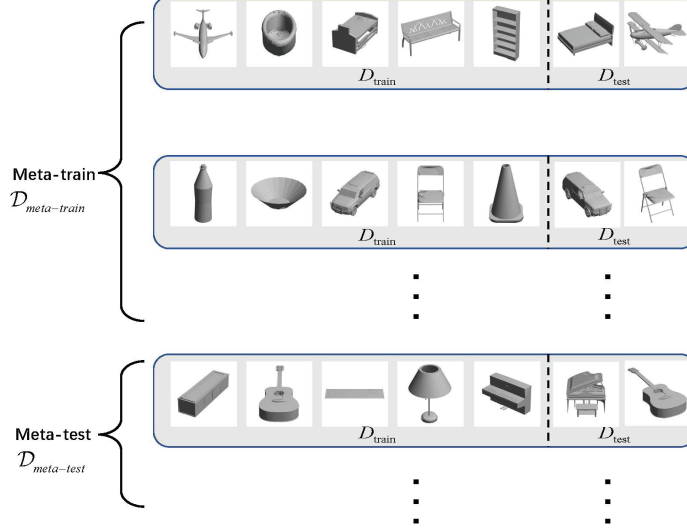 D_train D_test
Meta-train
D_meta−train
D_train D_test
Meta-test
D_meta−test
D_train D_test